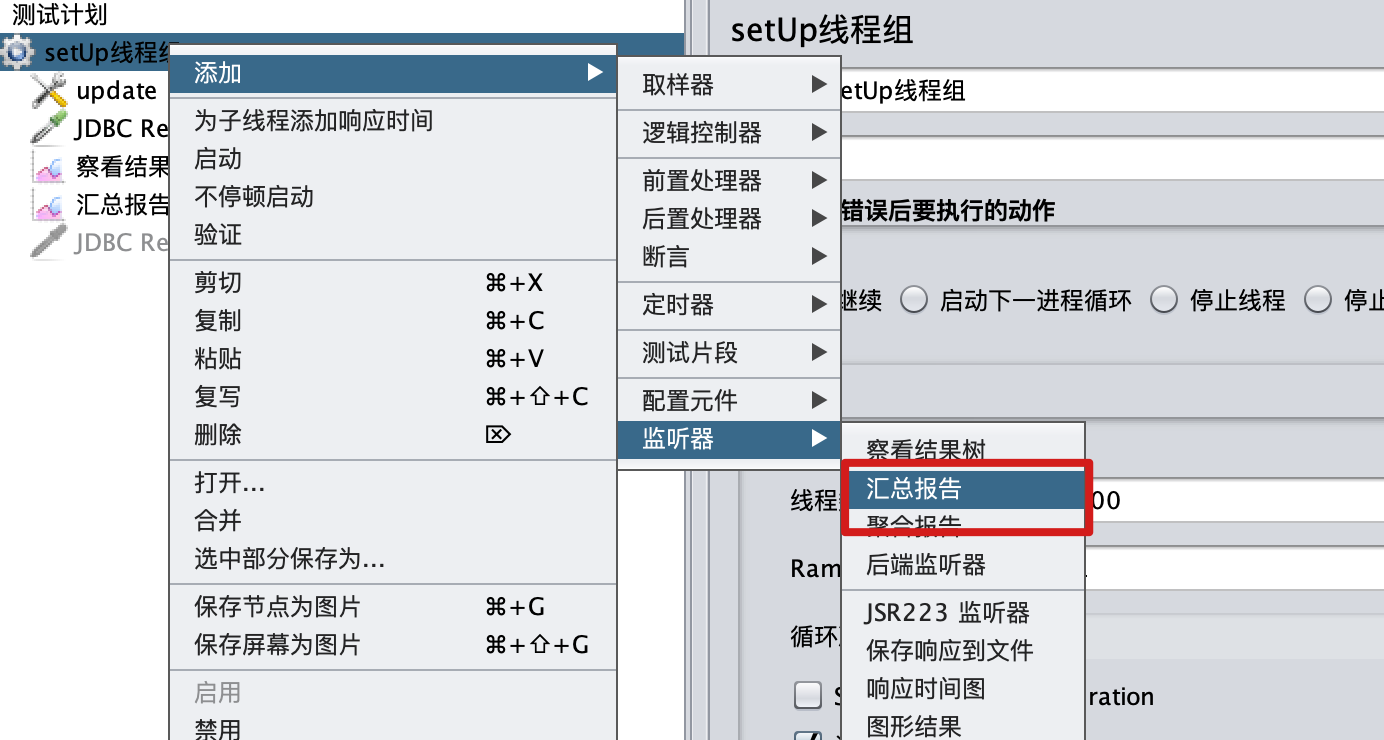 测试计划
setUp线程组
update
JDBC Re
察看结果
汇总报告
JDBC Re
添加
为子线程添加响应时间
启动
不停顿启动
验证
剪切 ⌘+X
复制 ⌘+C
粘贴 ⌘+V
复写 ⌘+⇧+C
删除 ⌦
打开...
合并
选中部分保存为...
保存节点为图片 ⌘+G
保存屏幕为图片 ⌘+⇧+G
启用
禁用
取样器
逻辑控制器
前置处理器
后置处理器
断言
定时器
测试片段
配置元件
监听器
察看结果树
汇总报告
聚合报告
后端监听器
JSR223 监听器
保存响应到文件
响应时间图
图形结果
setUp线程组
etUp线程组
错误后要执行的动作
继续 启动下一进程循环 停止线程 停止
线程 00
Ram
循环
S ration